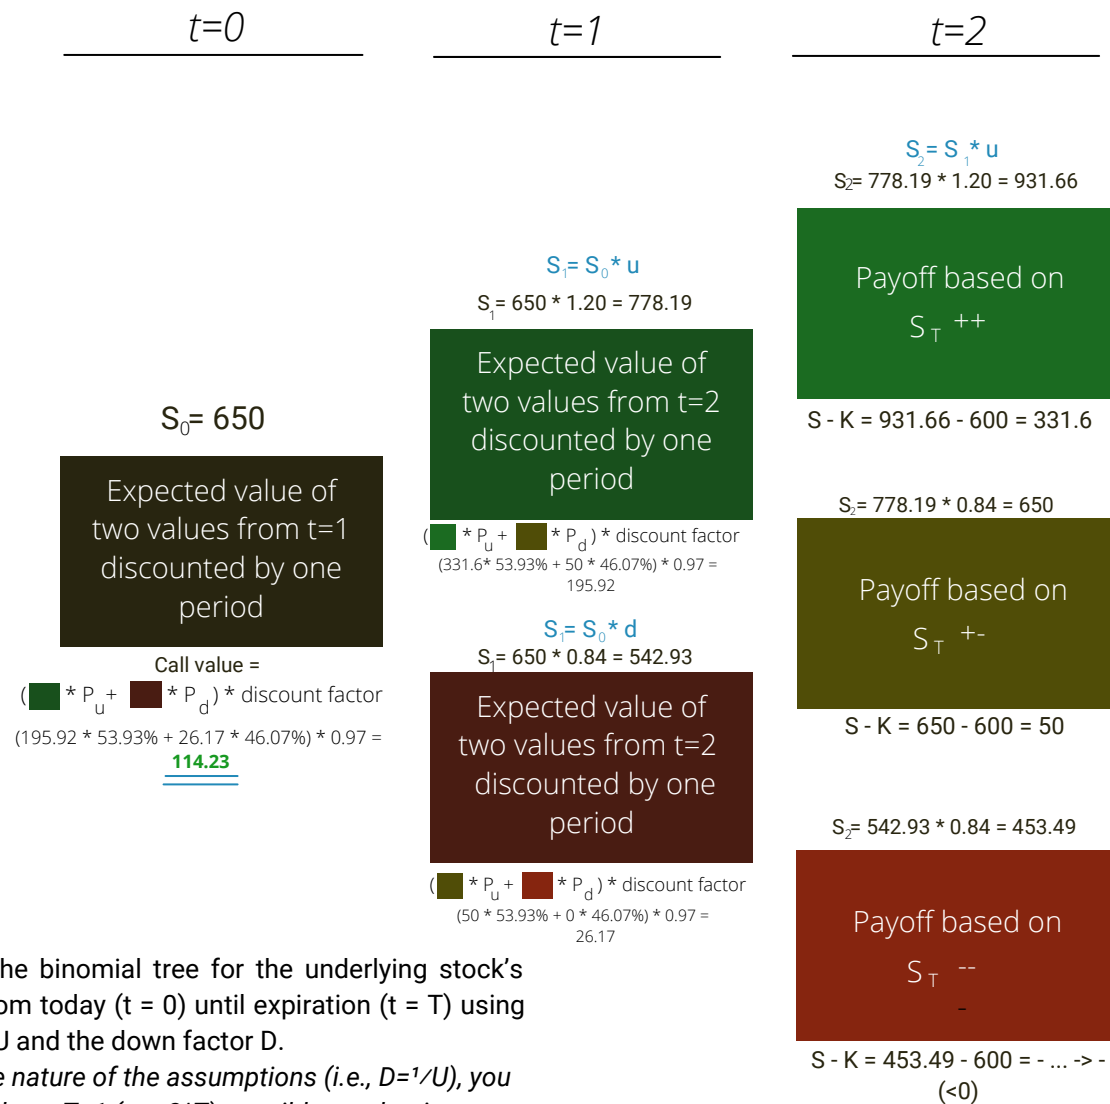 t=0
t=1
t=2
S₂= S₁* u
S₂= 778.19 * 1.20 = 931.66
Payoff based on
S T ++
S - K = 931.66 - 600 = 331.6
S₁= S₀* u
S₁= 650 * 1.20 = 778.19
Expected value of
two values from t=2
discounted by one
period
( * Pu + * Pd ) * discount factor
(331.6* 53.93% + 50 * 46.07%) * 0.97 =
195.92
S₀= 650
Expected value of
two values from t=1
discounted by one
period
Call value =
( * Pu + * Pd ) * discount factor
(195.92 * 53.93% + 26.17 * 46.07%) * 0.97 =
114.23
S₂= 778.19 * 0.84 = 650
Payoff based on
S T +-
S - K = 650 - 600 = 50
S₁= S₀* d
S₁= 650 * 0.84 = 542.93
Expected value of
two values from t=2
discounted by one
period
( * Pu + * Pd ) * discount factor
(50 * 53.93% + 0 * 46.07%) * 0.97 =
26.17
S₂= 542.93 * 0.84 = 453.49
Payoff based on
S T --
-
S - K = 453.49 - 600 = - ... -> -
(<0)
he binomial tree for the underlying stock's
om today (t = 0) until expiration (t = T) using
U and the down factor D.
e nature of the assumptions (i.e., D=¹⁄U), you